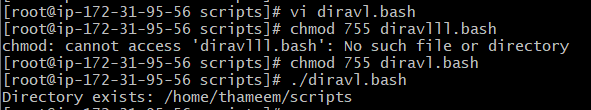 [root@ip-172-31-95-56 scripts]# vi diravl.bash
[root@ip-172-31-95-56 scripts]# chmod 755 diravlll.bash
chmod: cannot access 'diravlll.bash': No such file or directory
[root@ip-172-31-95-56 scripts]# chmod 755 diravl.bash
[root@ip-172-31-95-56 scripts]# ./diravl.bash
Directory exists: /home/thameem/scripts